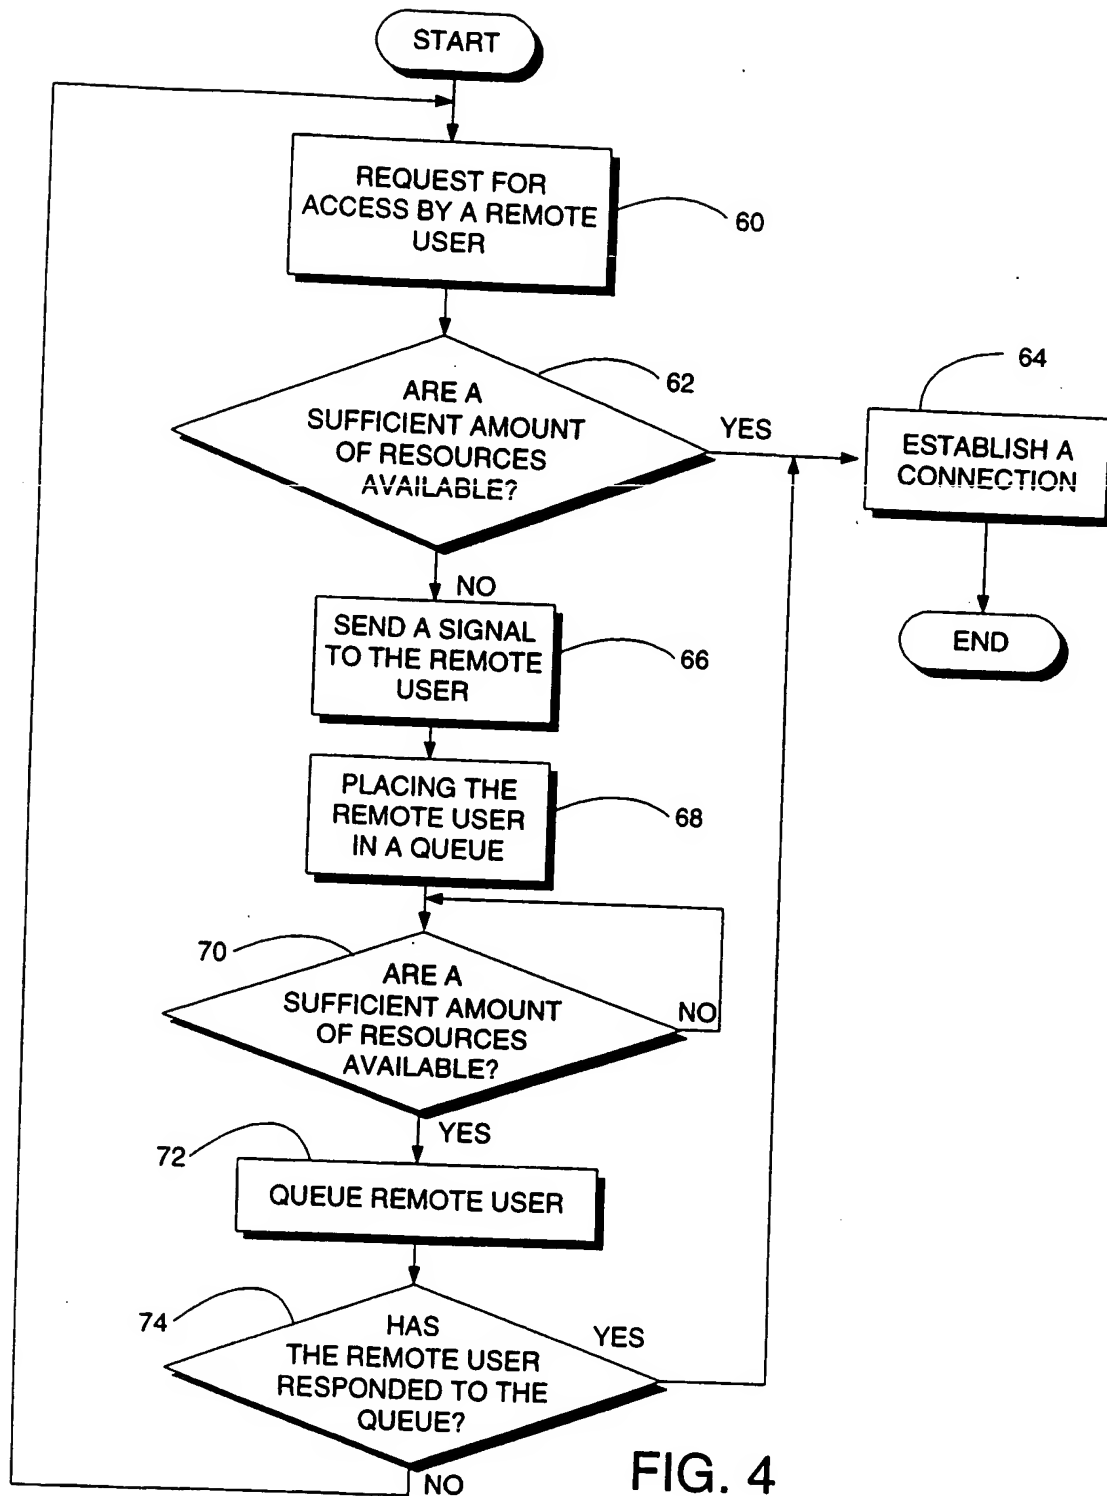 START
REQUEST FOR
ACCESS BY A REMOTE
USER
60
ARE A
SUFFICIENT AMOUNT
OF RESOURCES
AVAILABLE?
62
YES
64
ESTABLISH A
CONNECTION
END
NO
SEND A SIGNAL
TO THE REMOTE
USER
66
PLACING THE
REMOTE USER
IN A QUEUE
68
70
ARE A
SUFFICIENT AMOUNT
OF RESOURCES
AVAILABLE?
NO
YES
72
QUEUE REMOTE USER
74
HAS
THE REMOTE USER
RESPONDED TO THE
QUEUE?
YES
NO
FIG. 4